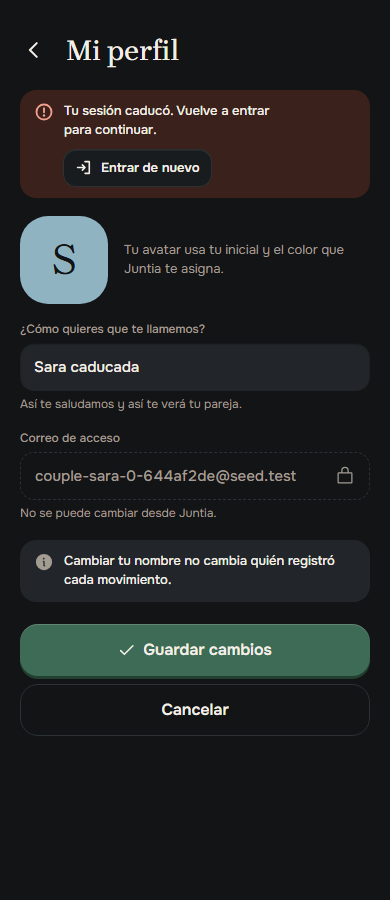 Mi perfil
Tu sesión caducó. Vuelve a entrar
para continuar.
Entrar de nuevo
S
Tu avatar usa tu inicial y el color que
Juntia te asigna.
¿Cómo quieres que te llamemos?
Sara caducada
Así te saludamos y así te verá tu pareja.
Correo de acceso
couple-sara-0-644af2de@seed.test
No se puede cambiar desde Juntia.
Cambiar tu nombre no cambia quién registró
cada movimiento.
Guardar cambios
Cancelar